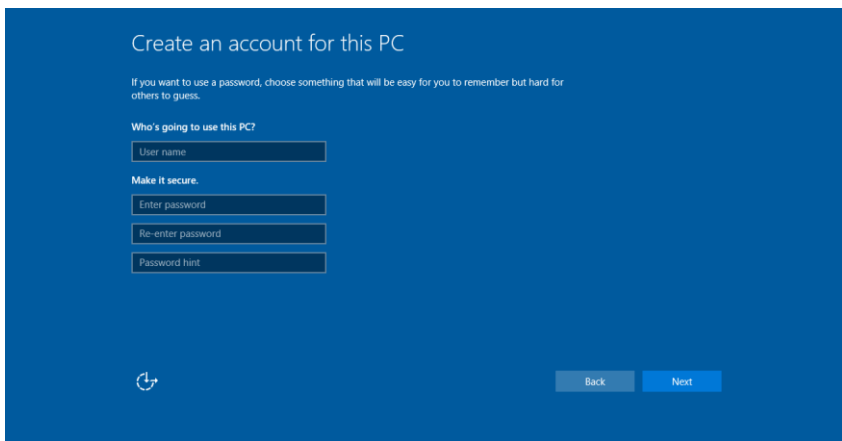 Create an account for this PC
If you want to use a password, choose something that will be easy for you to remember but hard for
others to guess.
Who's going to use this PC?
User name
Make it secure.
Enter password
Re-enter password
Password hint
Back
Next